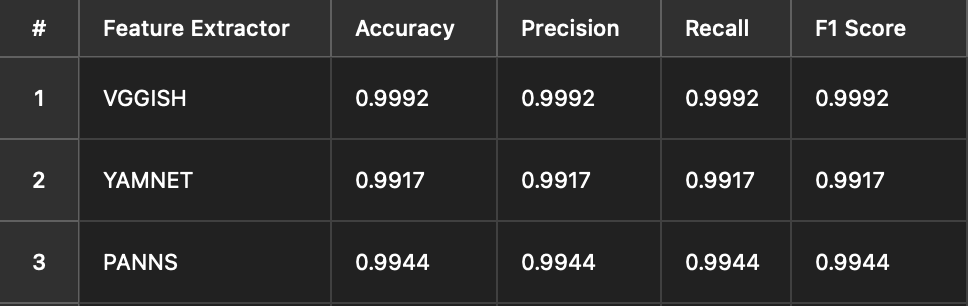 # Feature Extractor Accuracy Precision Recall F1 Score
1 VGGISH 0.9992 0.9992 0.9992 0.9992
2 YAMNET 0.9917 0.9917 0.9917 0.9917
3 PANNS 0.9944 0.9944 0.9944 0.9944